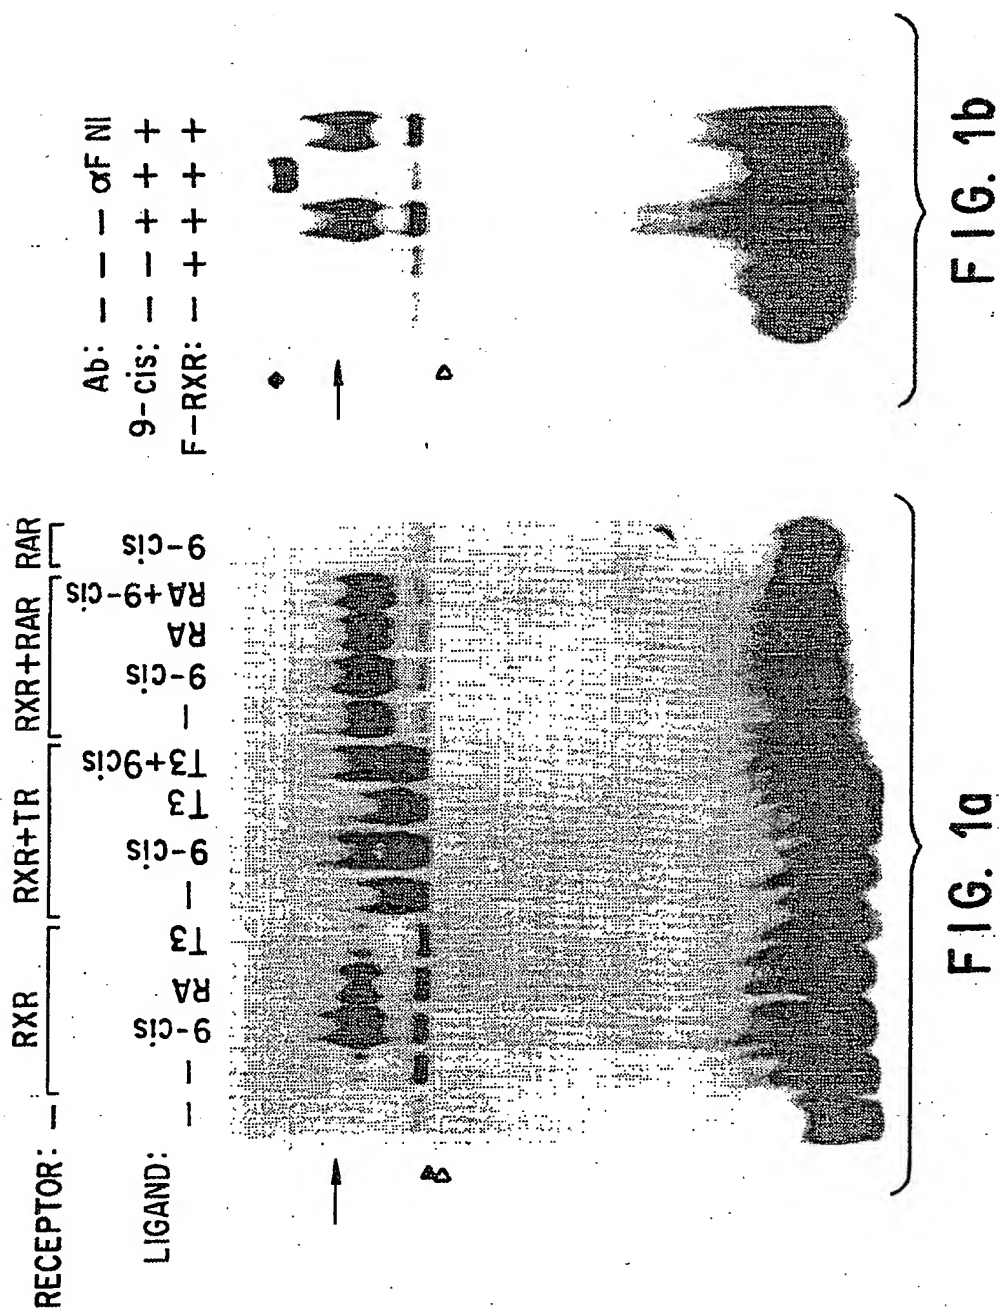 RECEPTOR: — RXR RXR+TR RXR+RAR RAR
LIGAND: — — 9-cis RA T3 — 9-cis T3 T3+9cis — 9-cis RA RA+9-cis 9-cis
FIG. 1a
Ab: — — — αF NI
9-cis: — — + + +
F-RXR: — + + + +
FIG. 1b